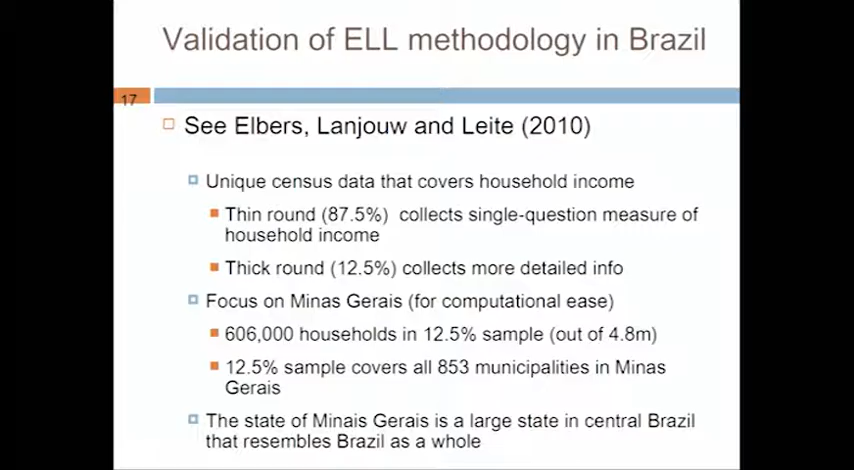 Validation of ELL methodology in Brazil
17
See Elbers, Lanjouw and Leite (2010)
Unique census data that covers household income
Thin round (87.5%) collects single-question measure of
household income
Thick round (12.5%) collects more detailed info
Focus on Minas Gerais (for computational ease)
606,000 households in 12.5% sample (out of 4.8m)
12.5% sample covers all 853 municipalities in Minas
Gerais
The state of Minais Gerais is a large state in central Brazil
that resembles Brazil as a whole